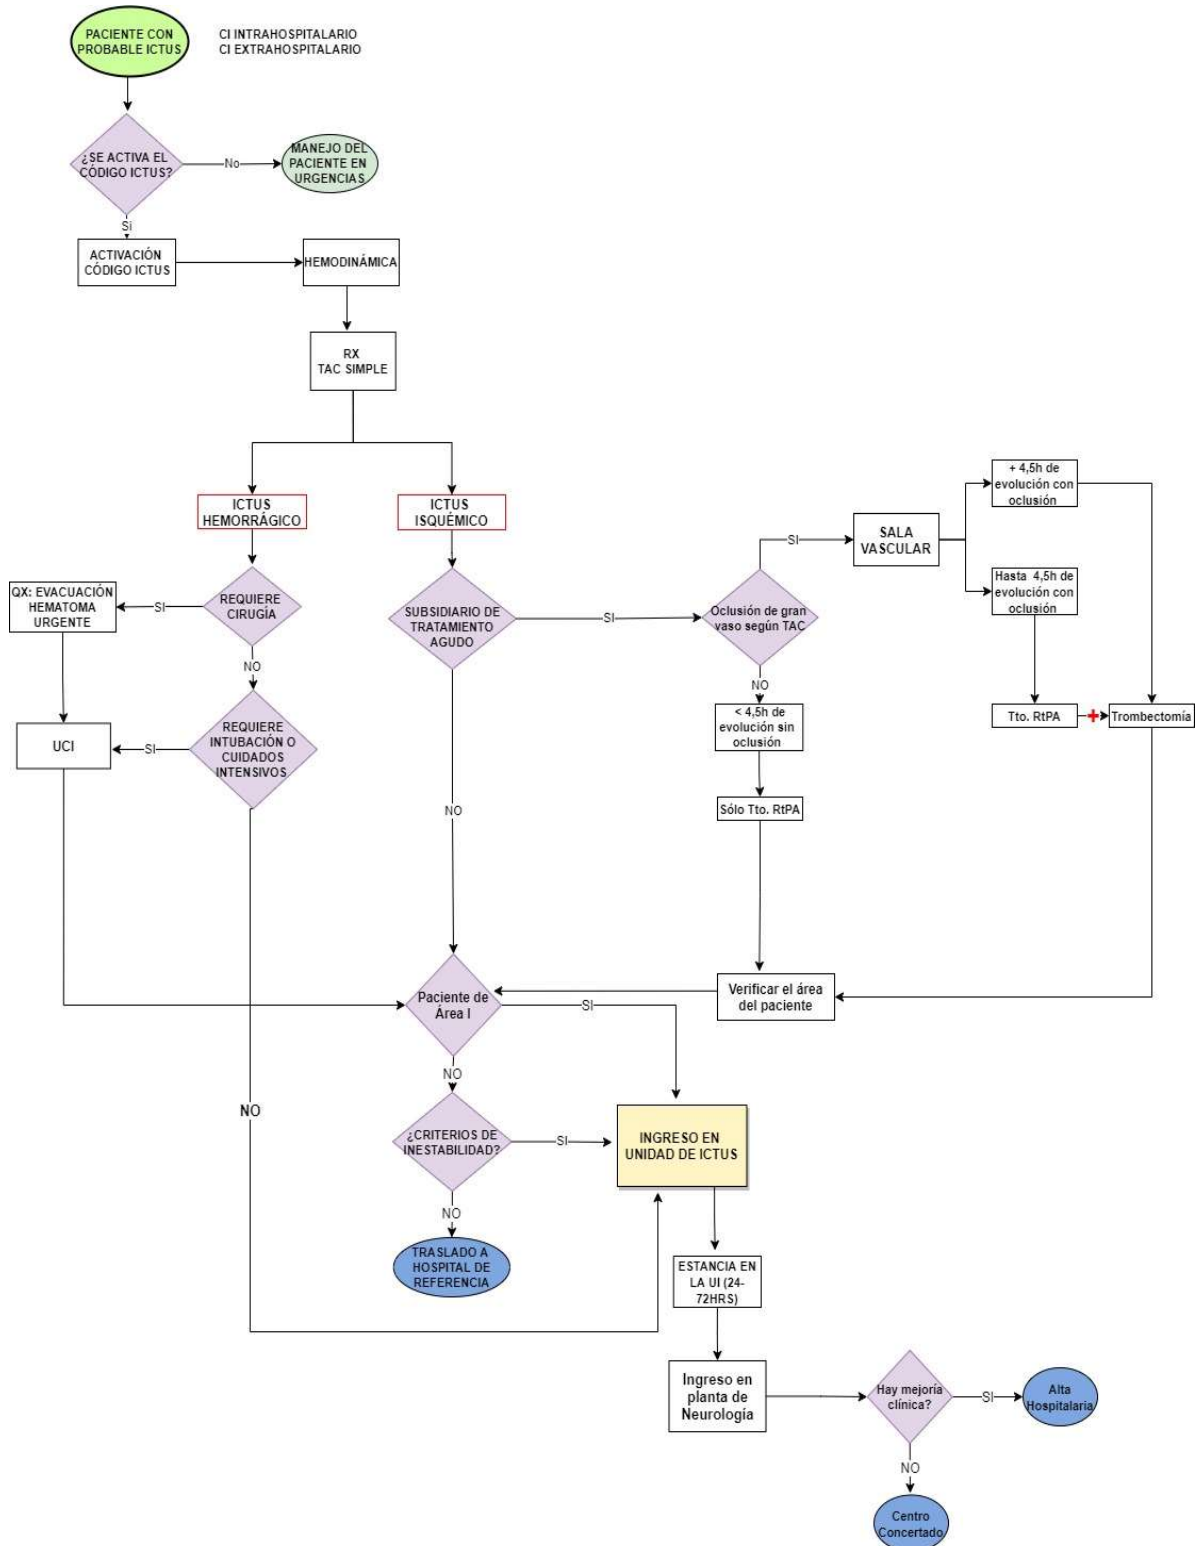 PACIENTE CON
PROBABLE ICTUS
CI INTRAHOSPITALARIO
CI EXTRAHOSPITALARIO
¿SE ACTIVA EL
CÓDIGO ICTUS?
No
MANEJO DEL
PACIENTE EN
URGENCIAS
Si
ACTIVACIÓN
CÓDIGO ICTUS
HEMODINÁMICA
RX
TAC SIMPLE
ICTUS
HEMORRÁGICO
ICTUS
ISQUÉMICO
+ 4,5h de
evolución con
oclusión
SI
SALA
VASCULAR
QX: EVACUACIÓN
HEMATOMA
URGENTE
SI
REQUIERE
CIRUGÍA
SUBSIDIARIO DE
TRATAMIENTO
AGUDO
SI
Oclusión de gran
vaso según TAC
Hasta 4,5h de
evolución con
oclusión
NO
NO
UCI
SI
REQUIERE
INTUBACIÓN O
CUIDADOS
INTENSIVOS
< 4,5h de
evolución sin
oclusión
Tto. RtPA
+
Trombectomía
NO
Sólo Tto. RtPA
Paciente de
Área I
SI
Verificar el área
del paciente
NO
NO
¿CRITERIOS DE
INESTABILIDAD?
SI
INGRESO EN
UNIDAD DE ICTUS
NO
TRASLADO A
HOSPITAL DE
REFERENCIA
ESTANCIA EN
LA UI (24-
72HRS)
Ingreso en
planta de
Neurología
Hay mejoría
clínica?
SI
Alta
Hospitalaria
NO
Centro
Concertado